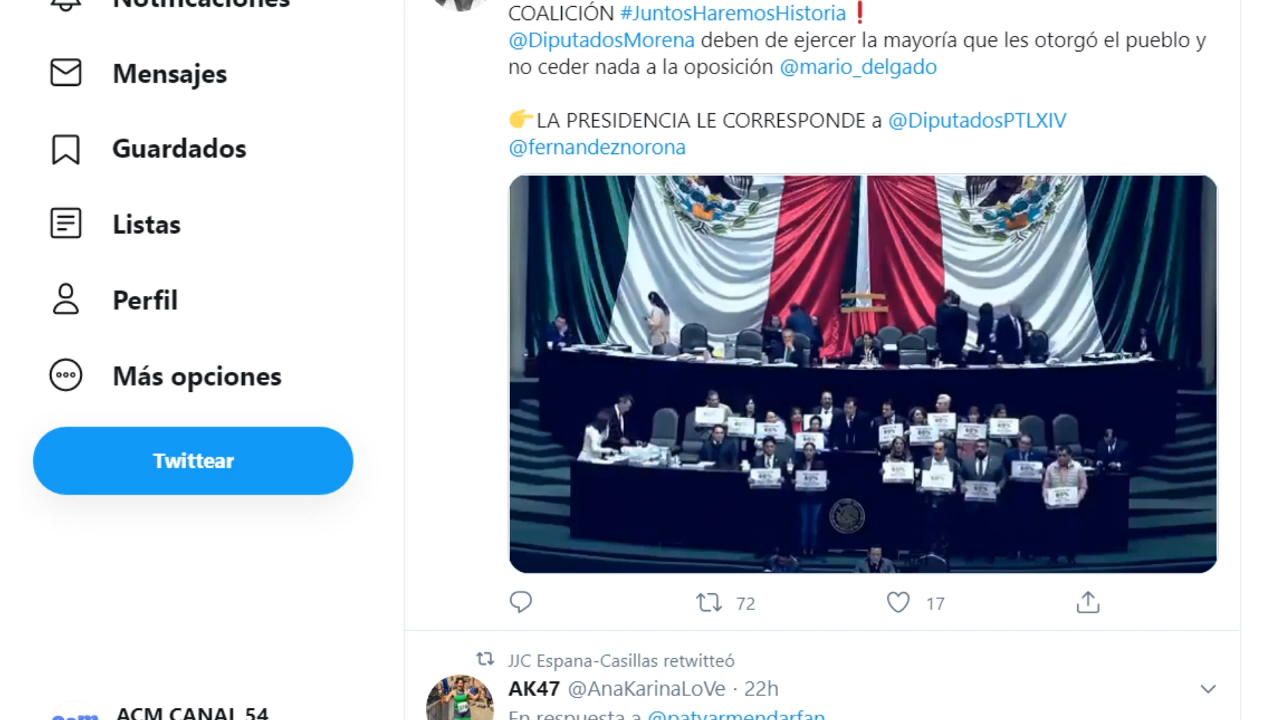 Notificaciones
Mensajes
Guardados
Listas
Perfil
Más opciones
Twittear
ACM CANAL 54
COALICIÓN #JuntosHaremosHistoria❗
@DiputadosMorena deben de ejercer la mayoría que les otorgó el pueblo y
no ceder nada a la oposición @mario_delgado
👉LA PRESIDENCIA LE CORRESPONDE a @DiputadosPTLXIV
@fernandeznorona
72
17
JJC Espana-Casillas retwitteó
AK47 @AnaKarinaLoVe · 22h
En respuesta a @patyarmendarfan